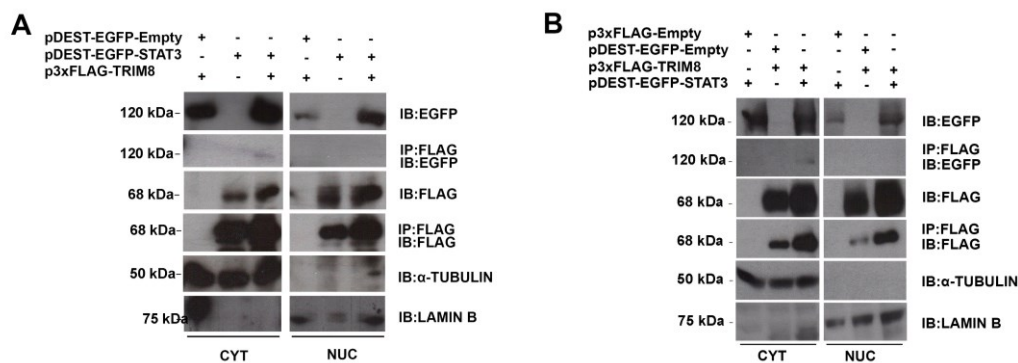 A
pDEST-EGFP-Empty + - - + - -
pDEST-EGFP-STAT3 - + + - + +
p3xFLAG-TRIM8 + - + + - +
120 kDa- IB:EGFP
120 kDa- IP:FLAG
IB:EGFP
68 kDa- IB:FLAG
68 kDa- IP:FLAG
IB:FLAG
50 kDa- IB:α-TUBULIN
75 kDa IB:LAMIN B
CYT NUC
B
p3xFLAG-Empty + - - + - -
pDEST-EGFP-Empty - + - - + -
p3xFLAG-TRIM8 - + + - + +
pDEST-EGFP-STAT3 + - + + - +
120 kDa - IB:EGFP
120 kDa - IP:FLAG
IB:EGFP
68 kDa - IB:FLAG
68 kDa - IP:FLAG
IB:FLAG
50 kDa - IB:α-TUBULIN
75 kDa - IB:LAMIN B
CYT NUC